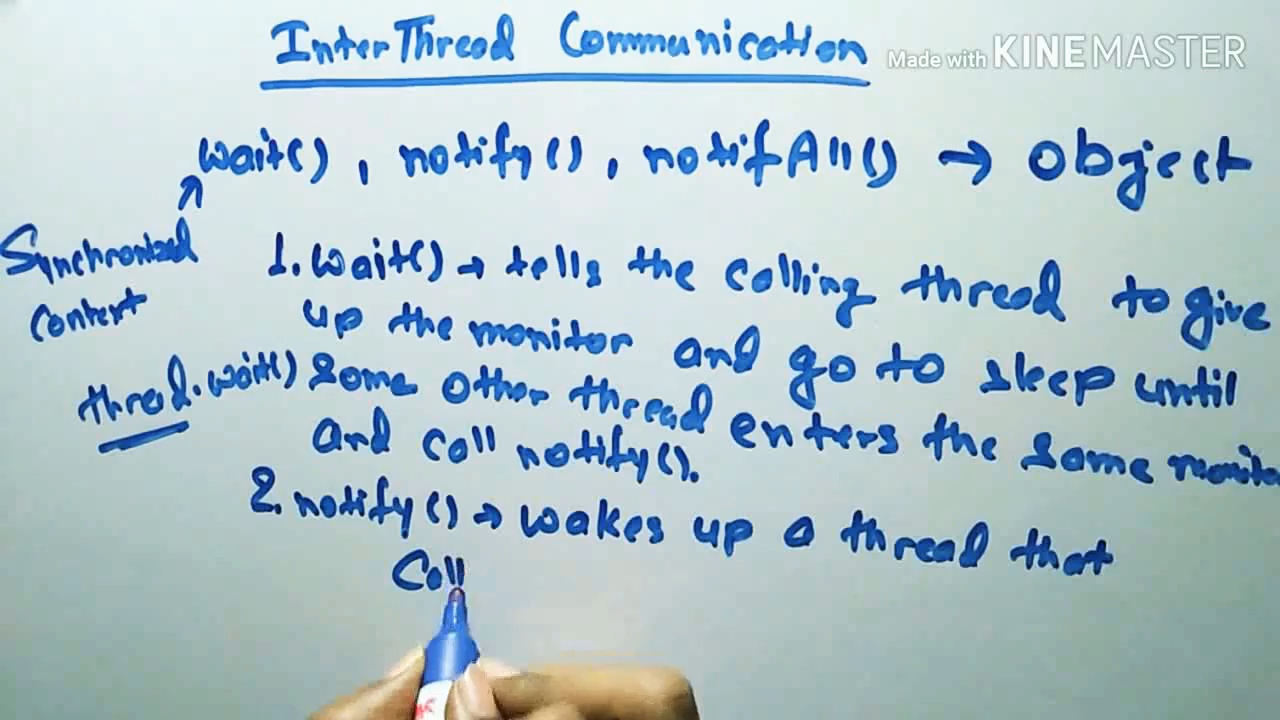 InterThread Communication
Made with KINEMASTER
wait(), notify(), notifAll() → object
Synchronized
context
1. wait() → tells the calling thread to give
up the monitor and go to sleep until
thread.wait()
some other thread enters the same monitor
and call notify().
2. notify() → wakes up a thread that
Call